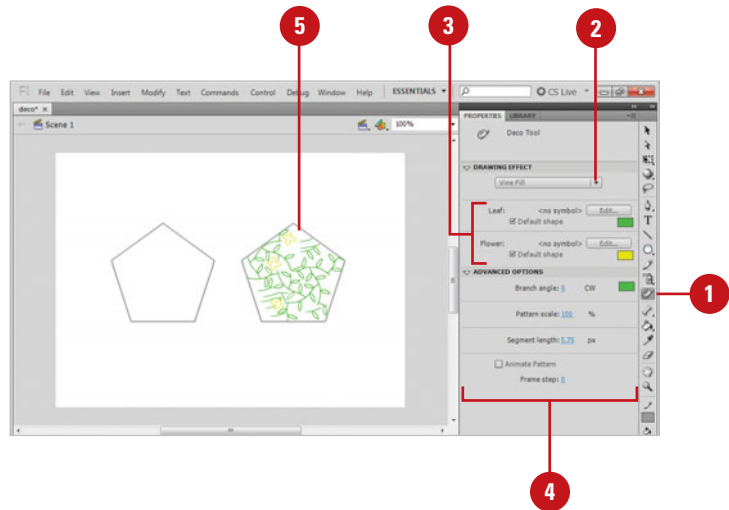 5
3
2
Fl File Edit View Insert Modify Text Commands Control Debug Window Help ESSENTIALS CS Live
deco* ×
Scene 1 100%
PROPERTIES LIBRARY
Deco Tool
DRAWING EFFECT
Vine Fill
Leaf: <no symbol> Edit...
Default shape
Flower: <no symbol> Edit...
Default shape
ADVANCED OPTIONS
Branch angle: 0 CW
1
Pattern scale: 100 %
Segment length: 5.75 px
Animate Pattern
Frame step: 0
T
4